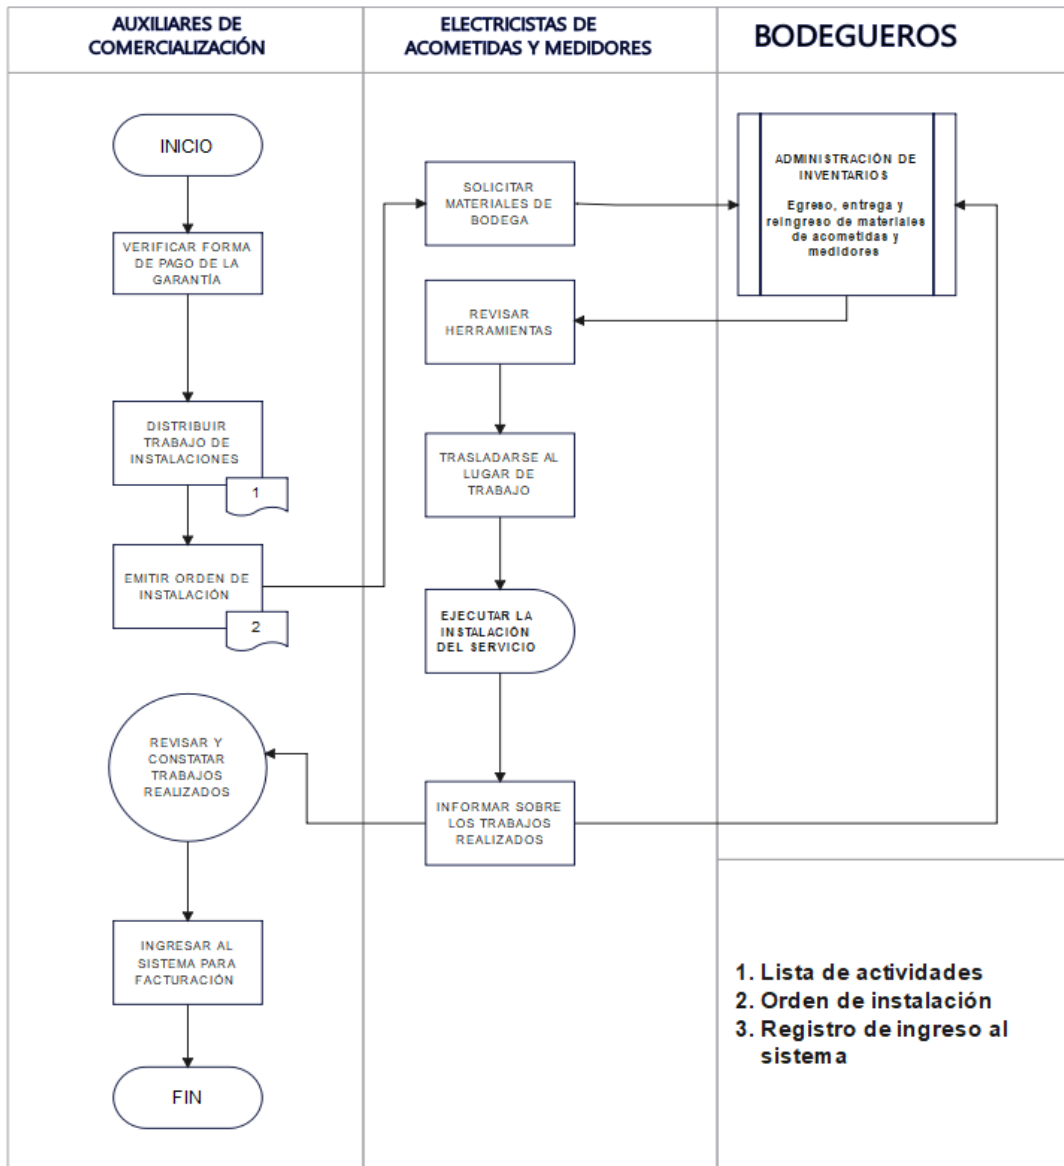 AUXILIARES DE
COMERCIALIZACIÓN
ELECTRICISTAS DE
ACOMETIDAS Y MEDIDORES
BODEGUEROS
INICIO
VERIFICAR FORMA
DE PAGO DE LA
GARANTÍA
DISTRIBUIR
TRABAJO DE
INSTALACIONES
1
EMITIR ORDEN DE
INSTALACIÓN
2
REVISAR Y
CONSTATAR
TRABAJOS
REALIZADOS
INGRESAR AL
SISTEMA PARA
FACTURACIÓN
FIN
SOLICITAR
MATERIALES DE
BODEGA
REVISAR
HERRAMIENTAS
TRASLADARSE AL
LUGAR DE
TRABAJO
EJECUTAR LA
INSTALACIÓN
DEL SERVICIO
INFORMAR SOBRE
LOS TRABAJOS
REALIZADOS
ADMINISTRACIÓN DE
INVENTARIOS
Egreso, entrega y
reingreso de materiales
de acometidas y
medidores
1. Lista de actividades
2. Orden de instalación
3. Registro de ingreso al
sistema